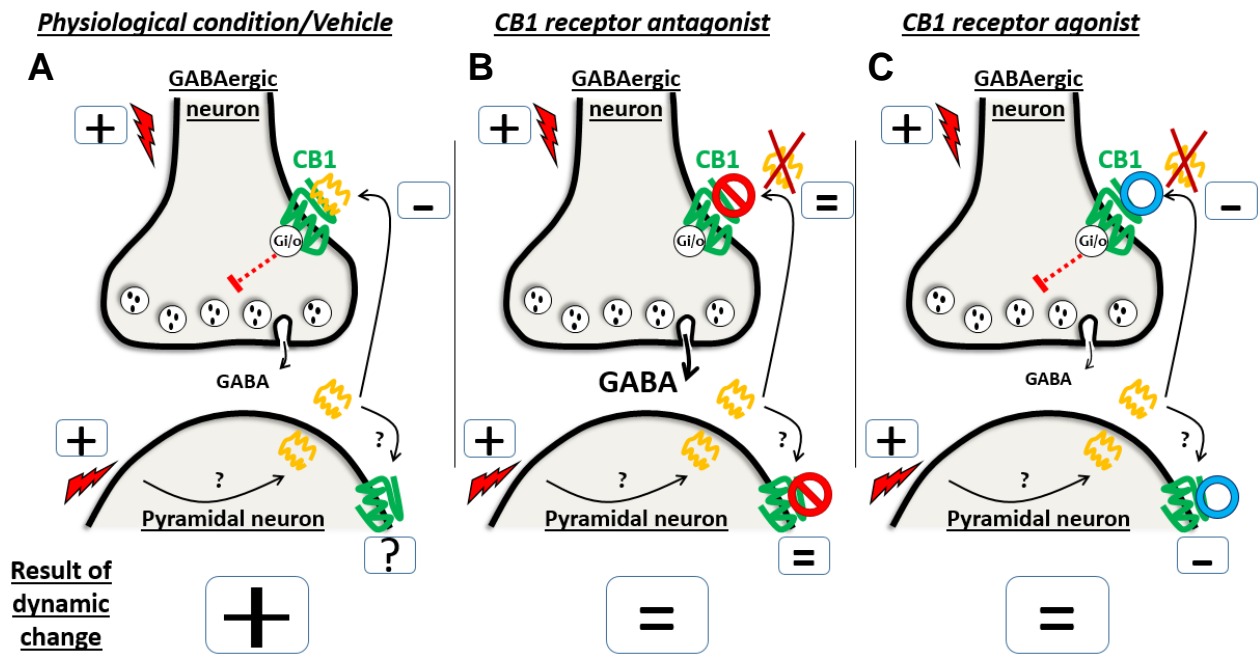 Physiological condition/Vehicle
CB1 receptor antagonist
CB1 receptor agonist
A
GABAergic
neuron
+
CB1
-
Gi/o
GABA
+
?
?
Pyramidal neuron
?
B
GABAergic
neuron
+
CB1
=
Gi/o
GABA
+
?
?
Pyramidal neuron
=
C
GABAergic
neuron
+
CB1
-
Gi/o
GABA
+
?
?
Pyramidal neuron
-
Result of
dynamic
change
+
=
=